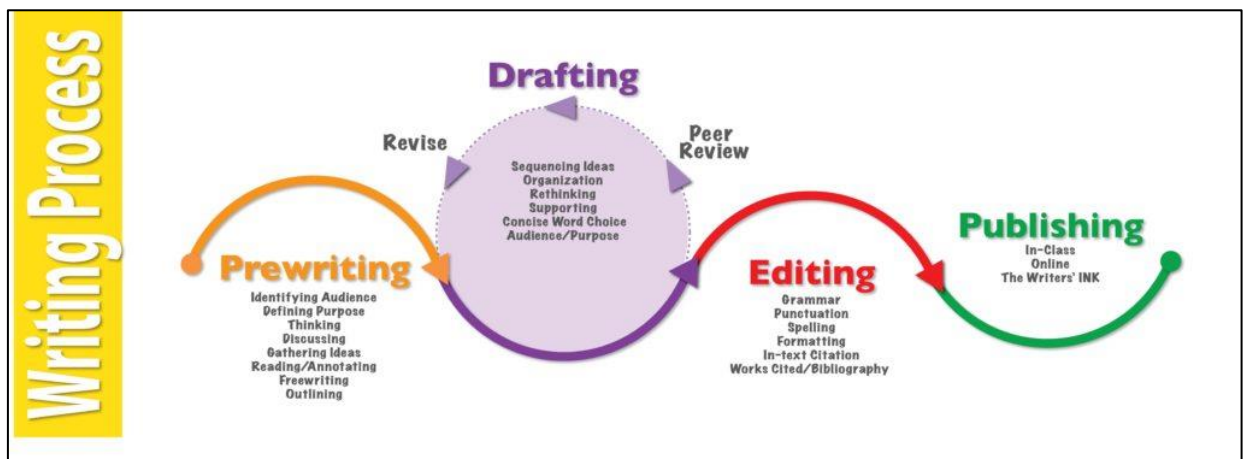 Writing Process
Prewriting
Identifying Audience
Defining Purpose
Thinking
Discussing
Gathering Ideas
Reading/Annotating
Freewriting
Outlining
Drafting
Revise
Peer
Review
Sequencing Ideas
Organization
Rethinking
Supporting
Concise Word Choice
Audience/Purpose
Editing
Grammar
Punctuation
Spelling
Formatting
In-text Citation
Works Cited/Bibliography
Publishing
In-Class
Online
The Writers' INK